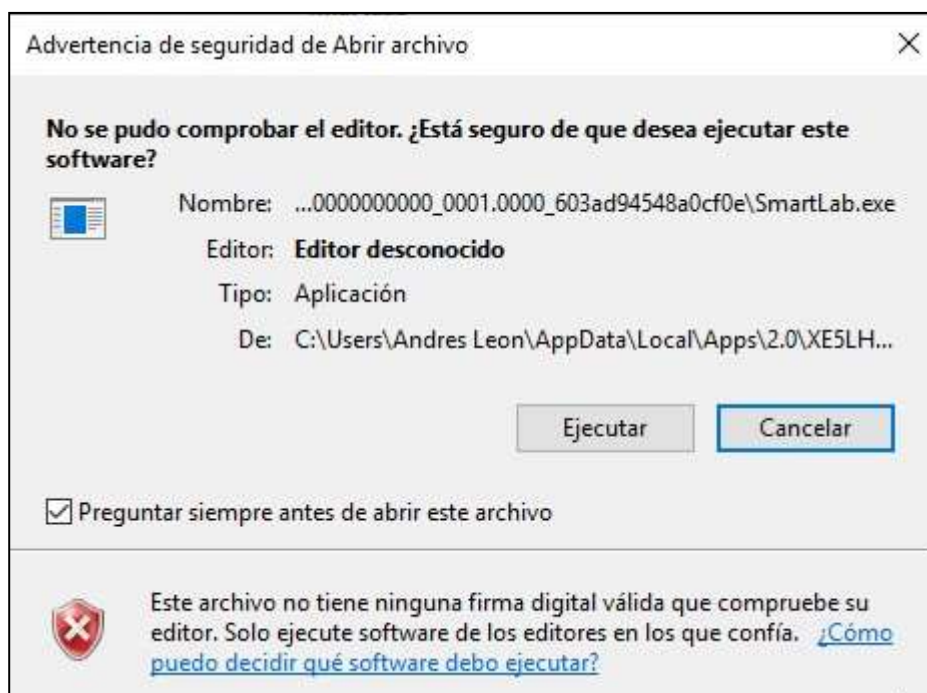 Advertencia de seguridad de Abrir archivo
No se pudo comprobar el editor. ¿Está seguro de que desea ejecutar este
software?
Nombre: ...0000000000_0001.0000_603ad94548a0cf0e\SmartLab.exe
Editor: Editor desconocido
Tipo: Aplicación
De: C:\Users\Andres Leon\AppData\Local\Apps\2.0\XE5LH...
Ejecutar Cancelar
Preguntar siempre antes de abrir este archivo
Este archivo no tiene ninguna firma digital válida que compruebe su
editor. Solo ejecute software de los editores en los que confía. ¿Cómo
puedo decidir qué software debo ejecutar?